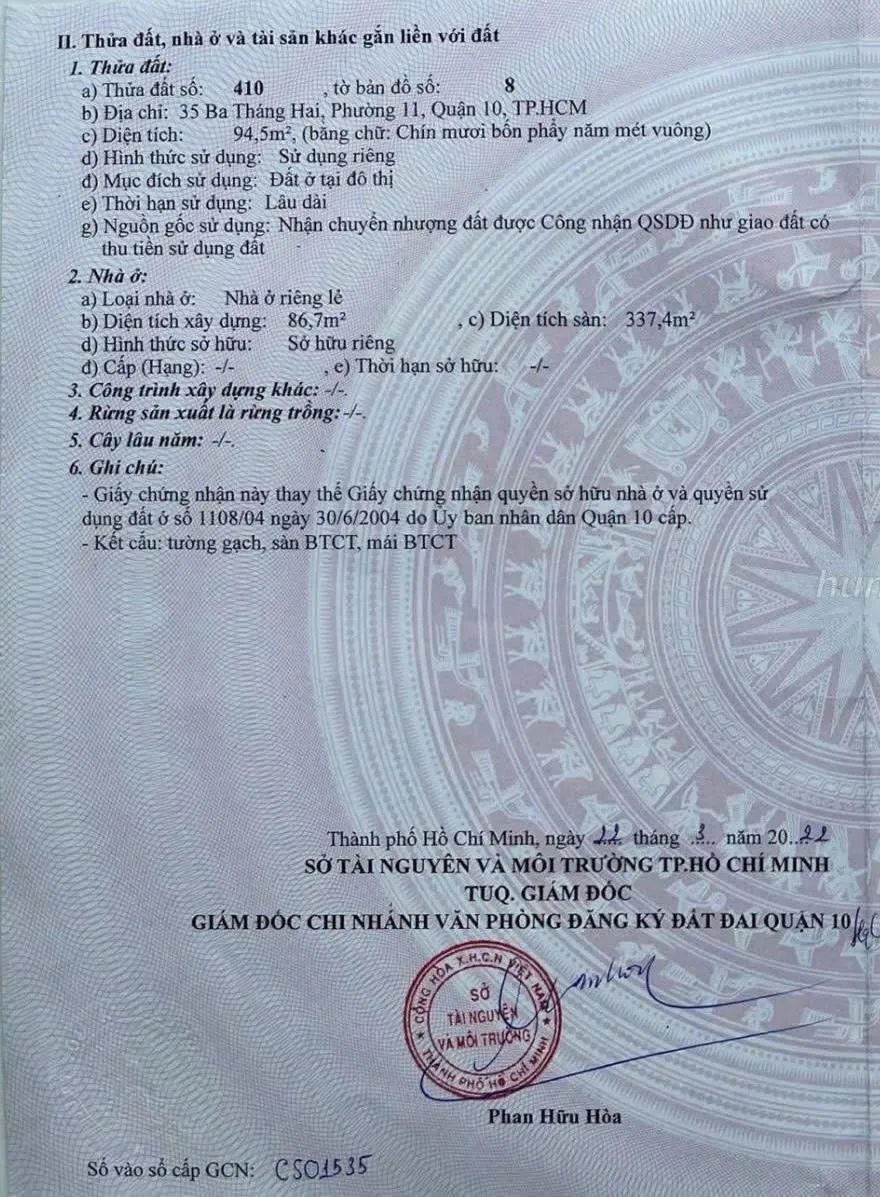 II. Thửa đất, nhà ở và tài sản khác gắn liền với đất
1. Thửa đất:
a) Thửa đất số: 410 , tờ bản đồ số: 8
b) Địa chỉ: 35 Ba Tháng Hai, Phường 11, Quận 10, TP.HCM
c) Diện tích: 94,5m², (bằng chữ: Chín mươi bốn phẩy năm mét vuông)
d) Hình thức sử dụng: Sử dụng riêng
đ) Mục đích sử dụng: Đất ở tại đô thị
e) Thời hạn sử dụng: Lâu dài
g) Nguồn gốc sử dụng: Nhận chuyển nhượng đất được Công nhận QSDĐ như giao đất có
thu tiền sử dụng đất
2. Nhà ở:
a) Loại nhà ở: Nhà ở riêng lẻ
b) Diện tích xây dựng: 86,7m² , c) Diện tích sàn: 337,4m²
d) Hình thức sở hữu: Sở hữu riêng
đ) Cấp (Hạng): -/- , e) Thời hạn sở hữu: -/-
3. Công trình xây dựng khác: -/-.
4. Rừng sản xuất là rừng trồng: -/-.
5. Cây lâu năm: -/-.
6. Ghi chú:
- Giấy chứng nhận này thay thế Giấy chứng nhận quyền sở hữu nhà ở và quyền sử
dụng đất ở số 1108/04 ngày 30/6/2004 do Ủy ban nhân dân Quận 10 cấp.
- Kết cấu: tường gạch, sàn BTCT, mái BTCT
Thành phố Hồ Chí Minh, ngày 22 tháng 3 năm 2022
SỞ TÀI NGUYÊN VÀ MÔI TRƯỜNG TP.HỒ CHÍ MINH
TUQ. GIÁM ĐỐC
GIÁM ĐỐC CHI NHÁNH VĂN PHÒNG ĐĂNG KÝ ĐẤT ĐAI QUẬN 10
CỘNG HÒA X.H.C.N VIỆT NAM
SỞ
TÀI NGUYÊN
VÀ MÔI TRƯỜNG
THÀNH PHỐ HỒ CHÍ MINH
Phan Hữu Hòa
Số vào sổ cấp GCN: CS01535